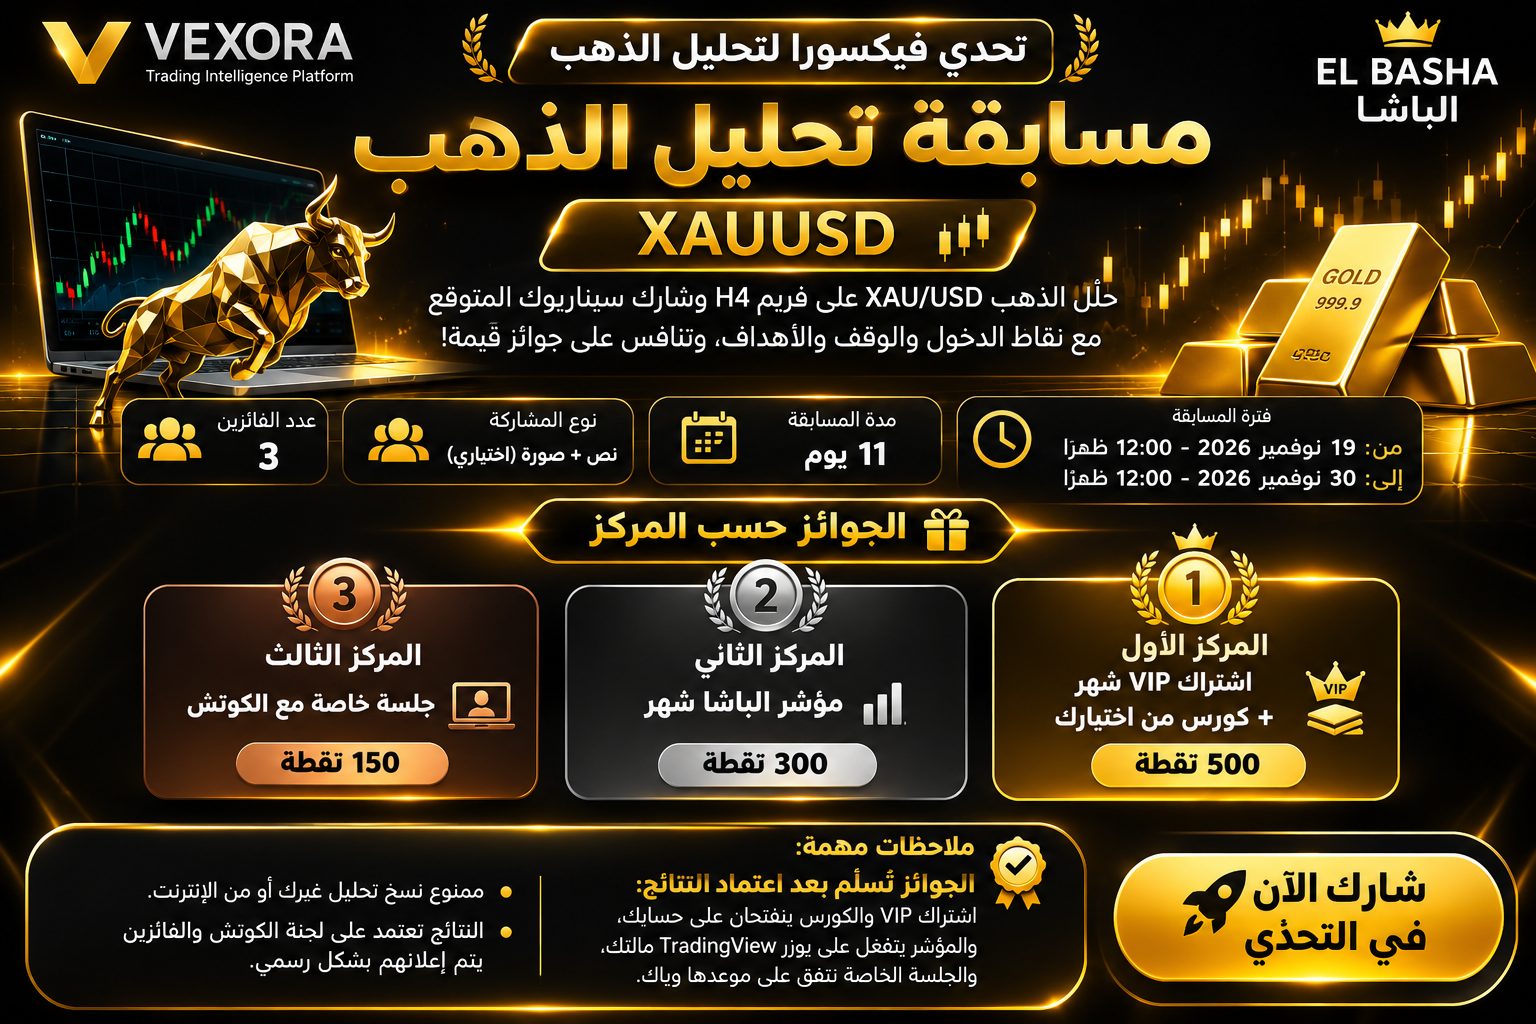 VEXORA
Trading Intelligence Platform
تحدي فيكسورا لتحليل الذهب
EL BASHA
الباشا
مسابقة تحليل الذهب
XAUUSD
حلّل الذهب XAU/USD على فريم H4 وشارك سيناريوك المتوقع
مع نقاط الدخول والوقف والأهداف، وتنافس على جوائز قَيمة!
GOLD
999.9
فترة المسابقة
من: 19 نوفمبر 2026 - 12:00 ظهرًا
إلى: 30 نوفمبر 2026 - 12:00 ظهرًا
مدة المسابقة
11 يوم
نوع المشاركة
نص + صورة (اختياري)
عدد الفائزين
3
الجوائز حسب المركز
1
المركز الأول
اشتراك VIP شهر
+ كورس من اختيارك
VIP
500 تقطة
2
المركز الثاني
مؤشر الباشا شهر
300 تقطة
3
المركز الثالث
جلسة خاصة مع الكوتش
150 تقطة
ملاحظات مهمة:
الجوائز تُسلّم بعد اعتماد النتائج:
اشتراك VIP والكورس ينفتحان على حسابك،
والمؤشر يتفعل على يوزر TradingView مالتك،
والجلسة الخاصة نتفق على موعدها وياك.
ممنوع نسخ تحليل غيرك أو من الإنترنت.
النتائج تعتمد على لجنة الكوتش والفائزين
يتم إعلانهم بشكل رسمي.
شارك الآن
في التحدّي